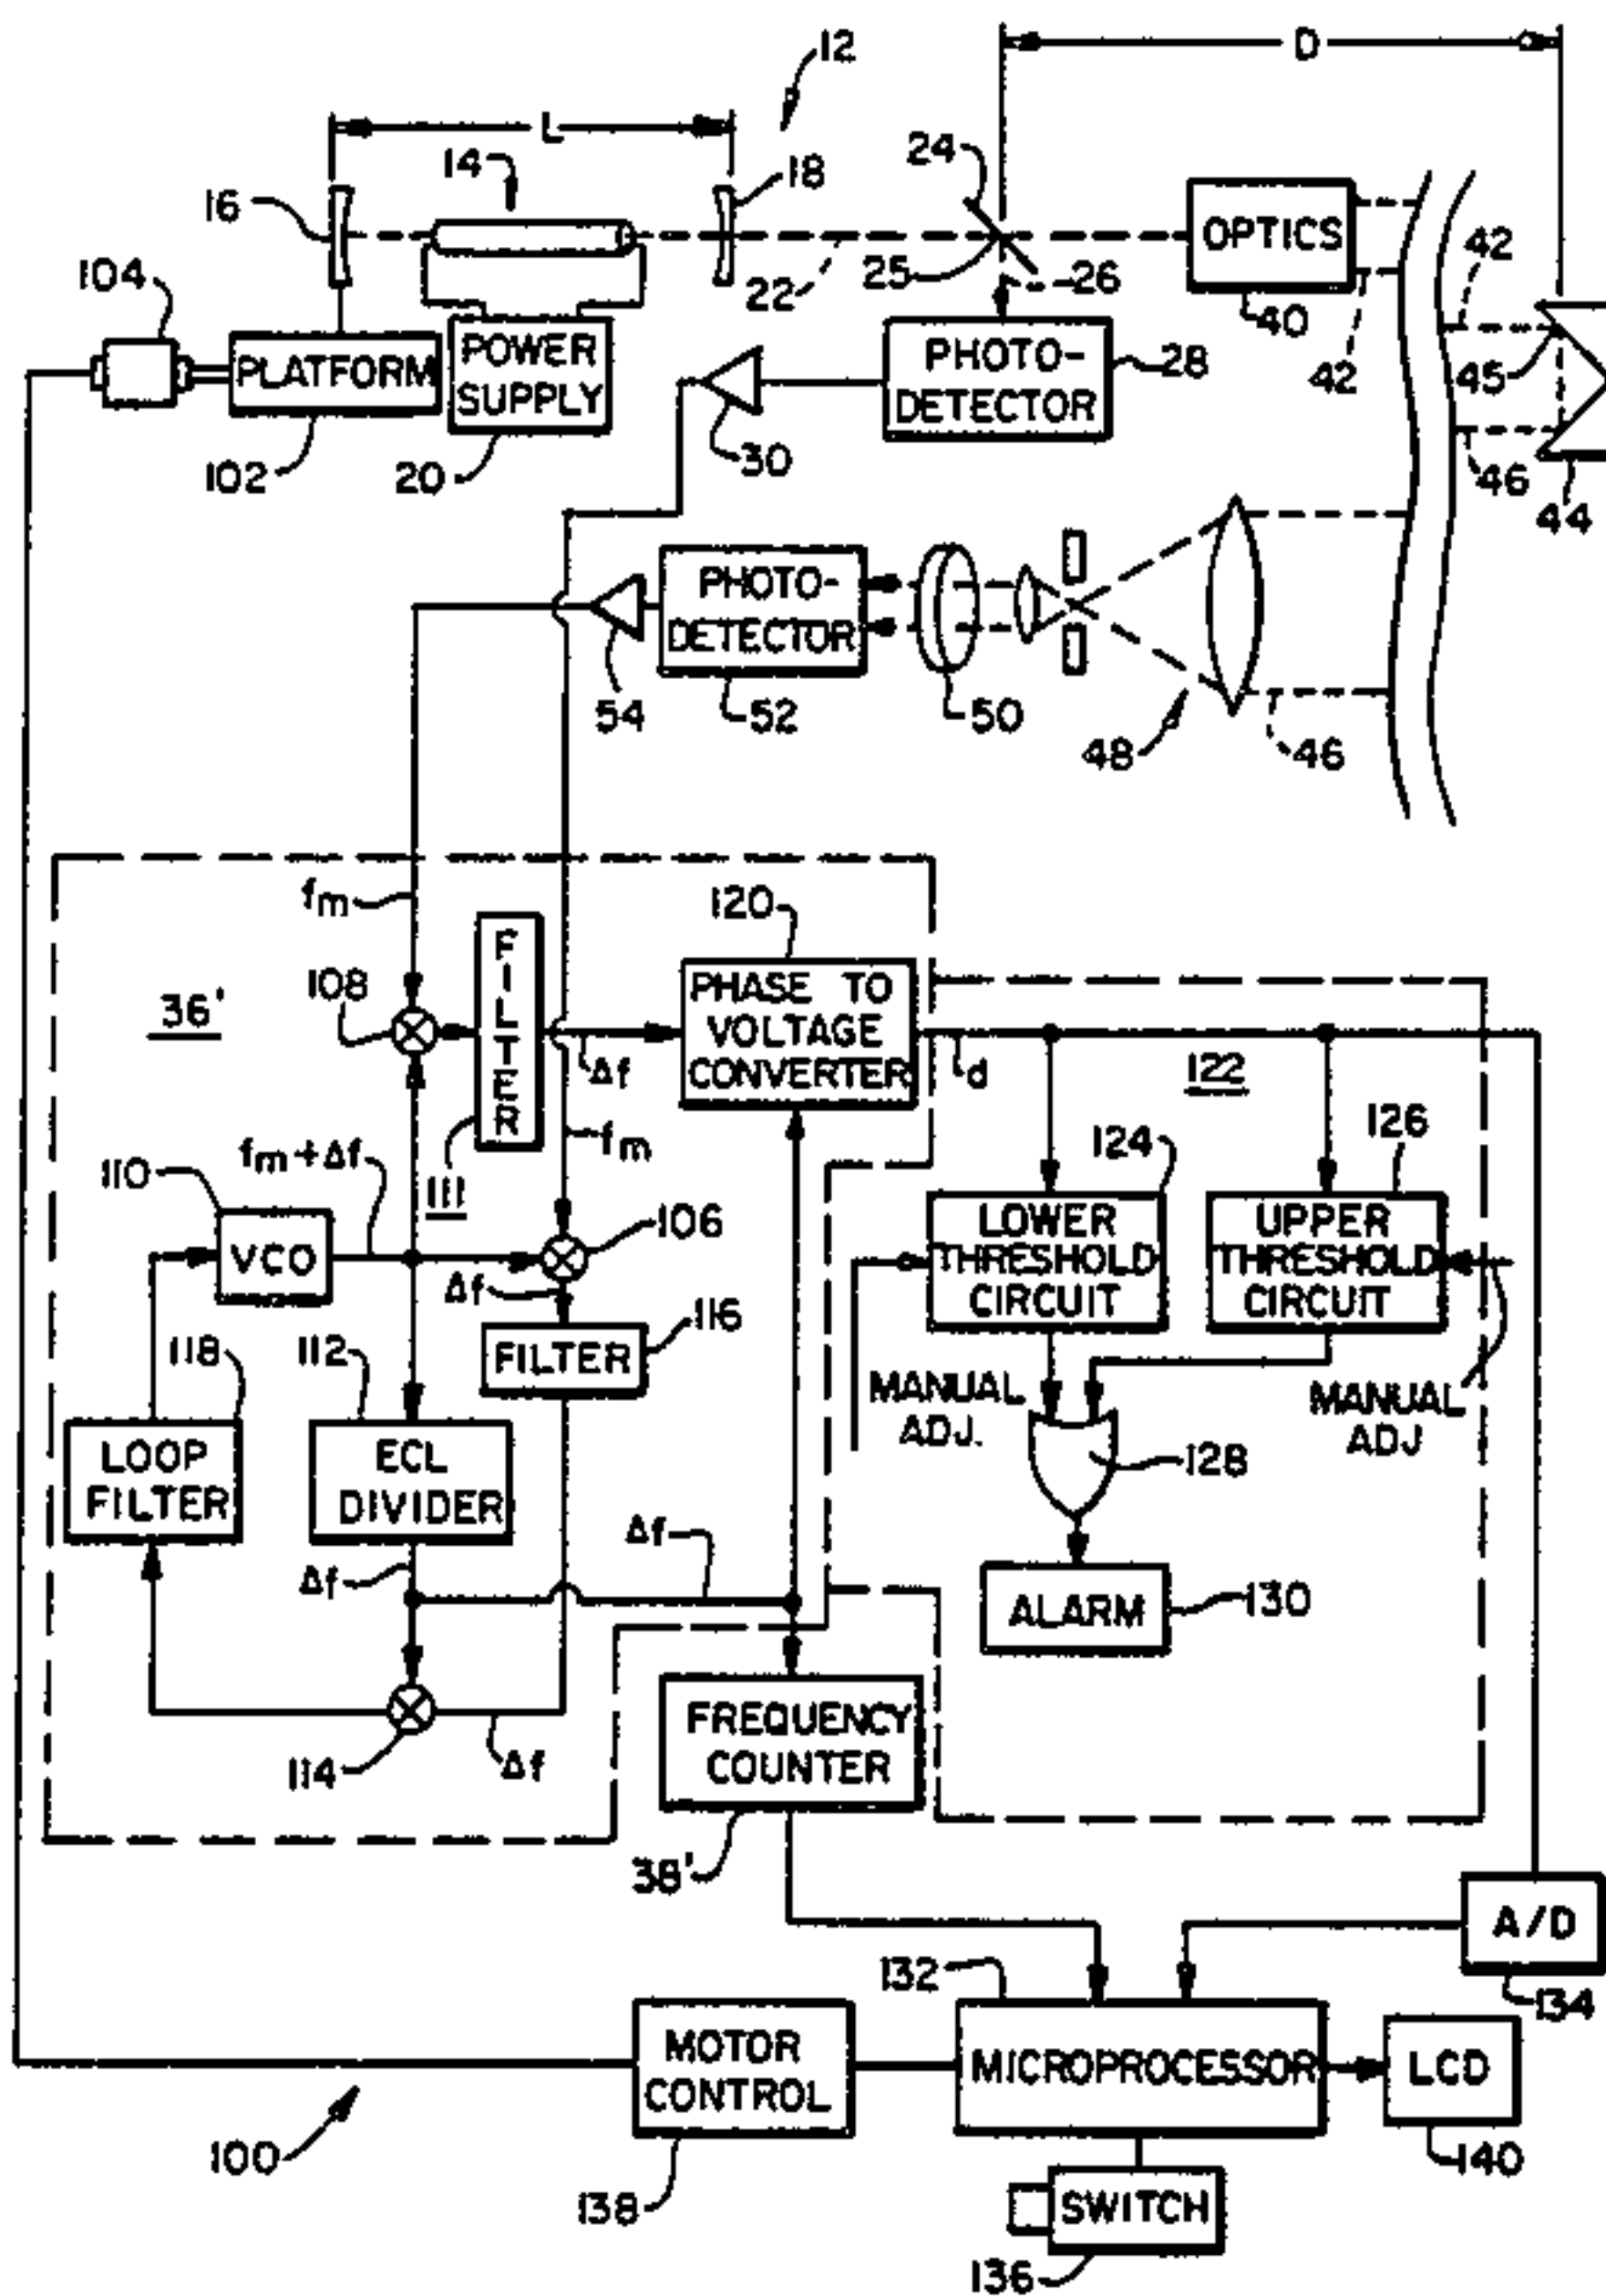 12
D
L
14
24
18
16
OPTICS
42
104
22
25
26
40
42
45
PLATFORM
POWER
SUPPLY
PHOTO-
DETECTOR
28
30
46
44
102
20
PHOTO-
DETECTOR
54
52
50
48
46
fm
120
108
36'
FILTER
PHASE TO
VOLTAGE
CONVERTER
Δf
d
122
126
124
fm
fm + Δf
110
111
106
VCO
LOWER
THRESHOLD
CIRCUIT
UPPER
THRESHOLD
CIRCUIT
Δf
116
118
112
FILTER
MANUAL
ADJ.
MANUAL
ADJ
LOOP
FILTER
ECL
DIVIDER
128
Δf
Δf
ALARM
130
FREQUENCY
COUNTER
114
Δf
38'
A/D
132
134
MOTOR
CONTROL
MICROPROCESSOR
LCD
100
138
140
SWITCH
136